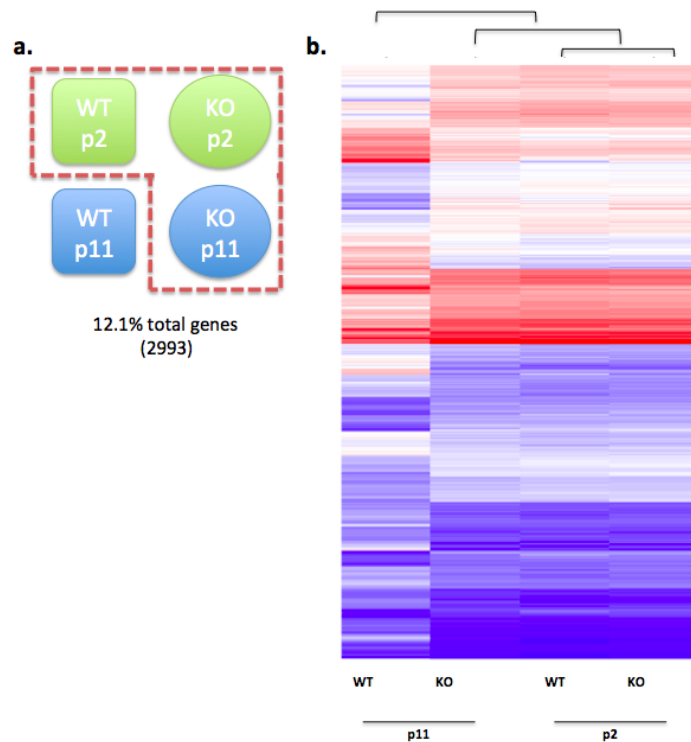 a.
b.
WT
p2
KO
p2
WT
p11
KO
p11
12.1% total genes
(2993)
WT KO WT KO
p11 p2